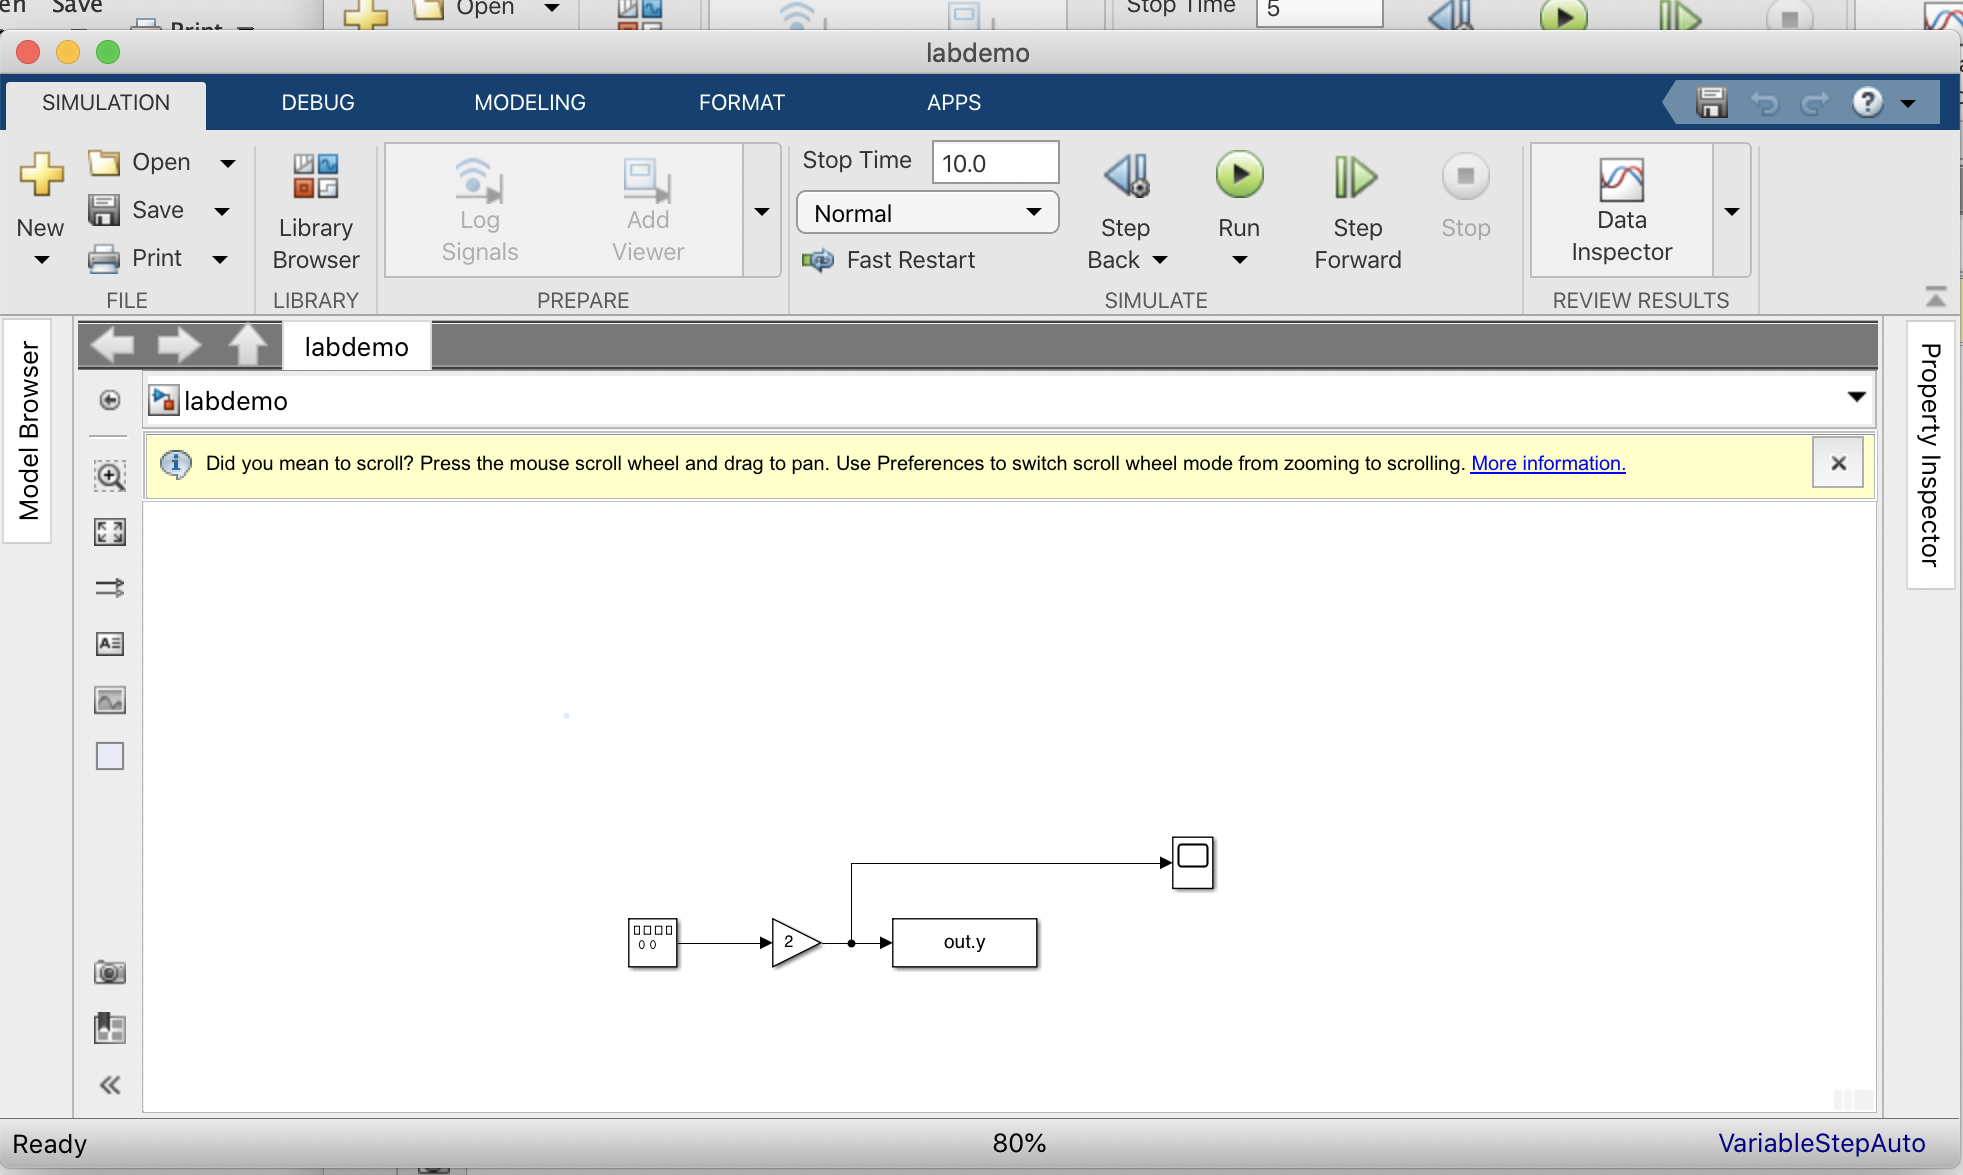 Save
Print
Open
Stop Time
5
labdemo
SIMULATION DEBUG MODELING FORMAT APPS
New
Open
Save
Print
FILE
Library
Browser
LIBRARY
Log
Signals
Add
Viewer
PREPARE
Stop Time 10.0
Normal
Fast Restart
Step
Back
Run
Step
Forward
Stop
SIMULATE
Data
Inspector
REVIEW RESULTS
Model Browser
labdemo
labdemo
Did you mean to scroll? Press the mouse scroll wheel and drag to pan. Use Preferences to switch scroll wheel mode from zooming to scrolling. More information.
Property Inspector
2
out.y
Ready
80%
VariableStepAuto